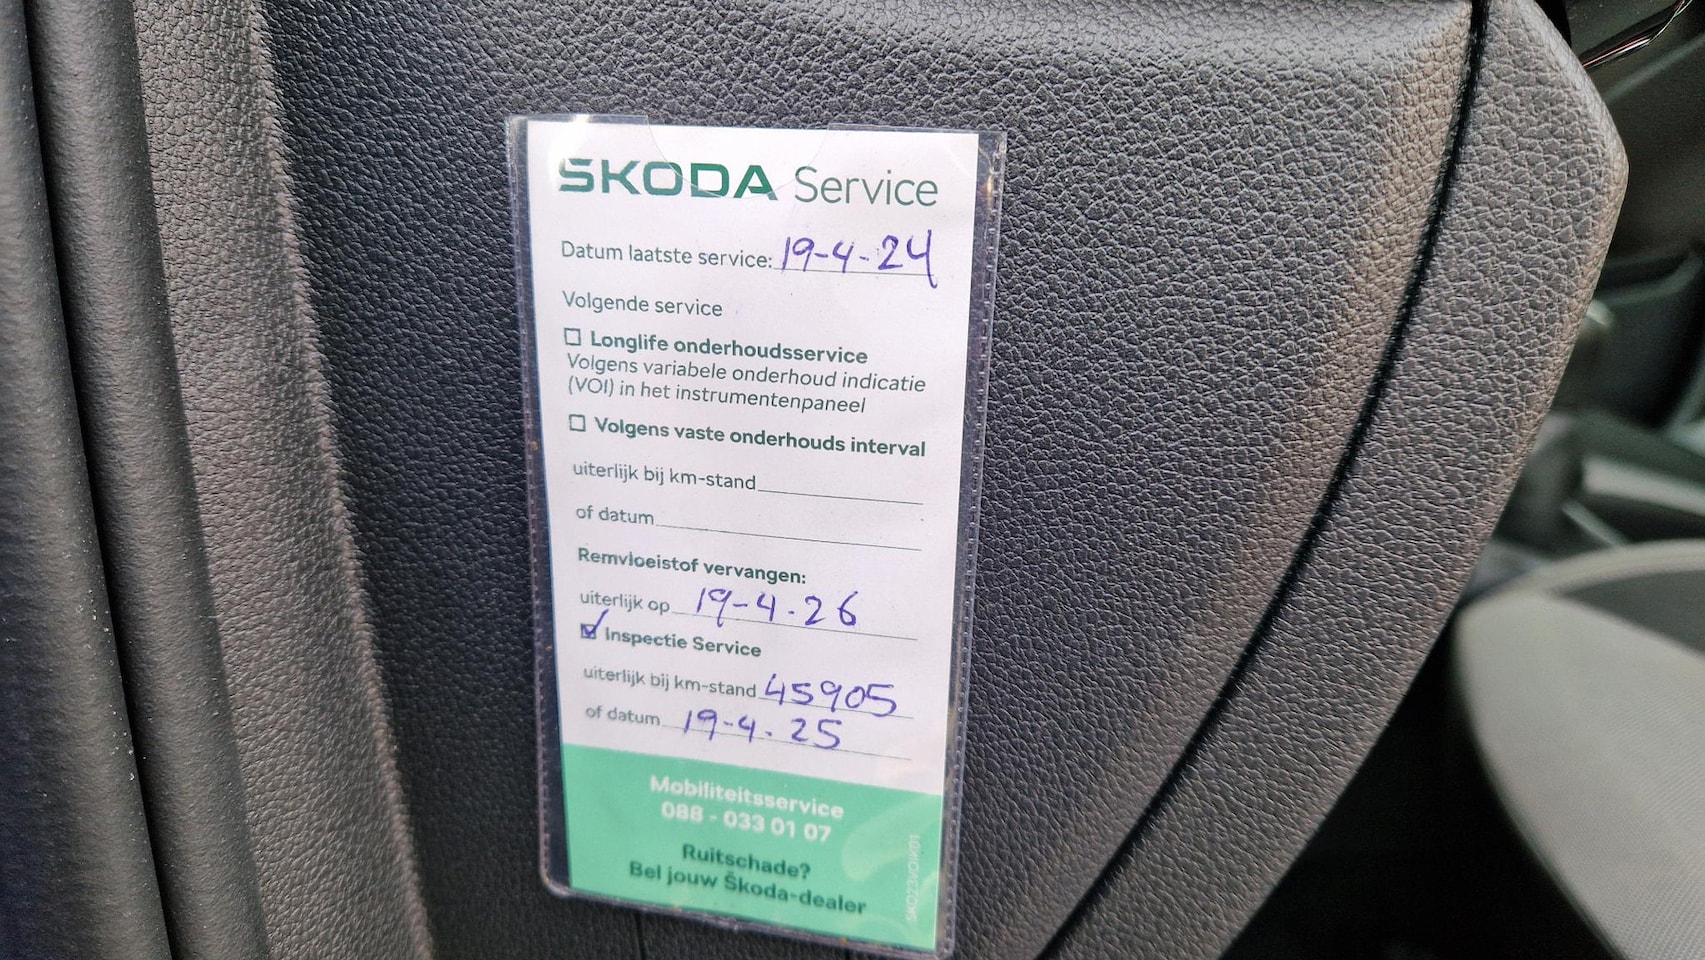 SKODA Service
Datum laatste service: 19-4-24
Volgende service
☐ Longlife onderhoudsservice
Volgens variabele onderhoud indicatie
(VOI) in het instrumentenpaneel
☐ Volgens vaste onderhouds interval
uiterlijk bij km-stand
of datum
Remvloeistof vervangen:
uiterlijk op 19-4-26
☑ Inspectie Service
uiterlijk bij km-stand 45905
of datum 19-4-25
Mobiliteitsservice
088 - 033 01 07
Ruitschade?
Bel jouw Škoda-dealer